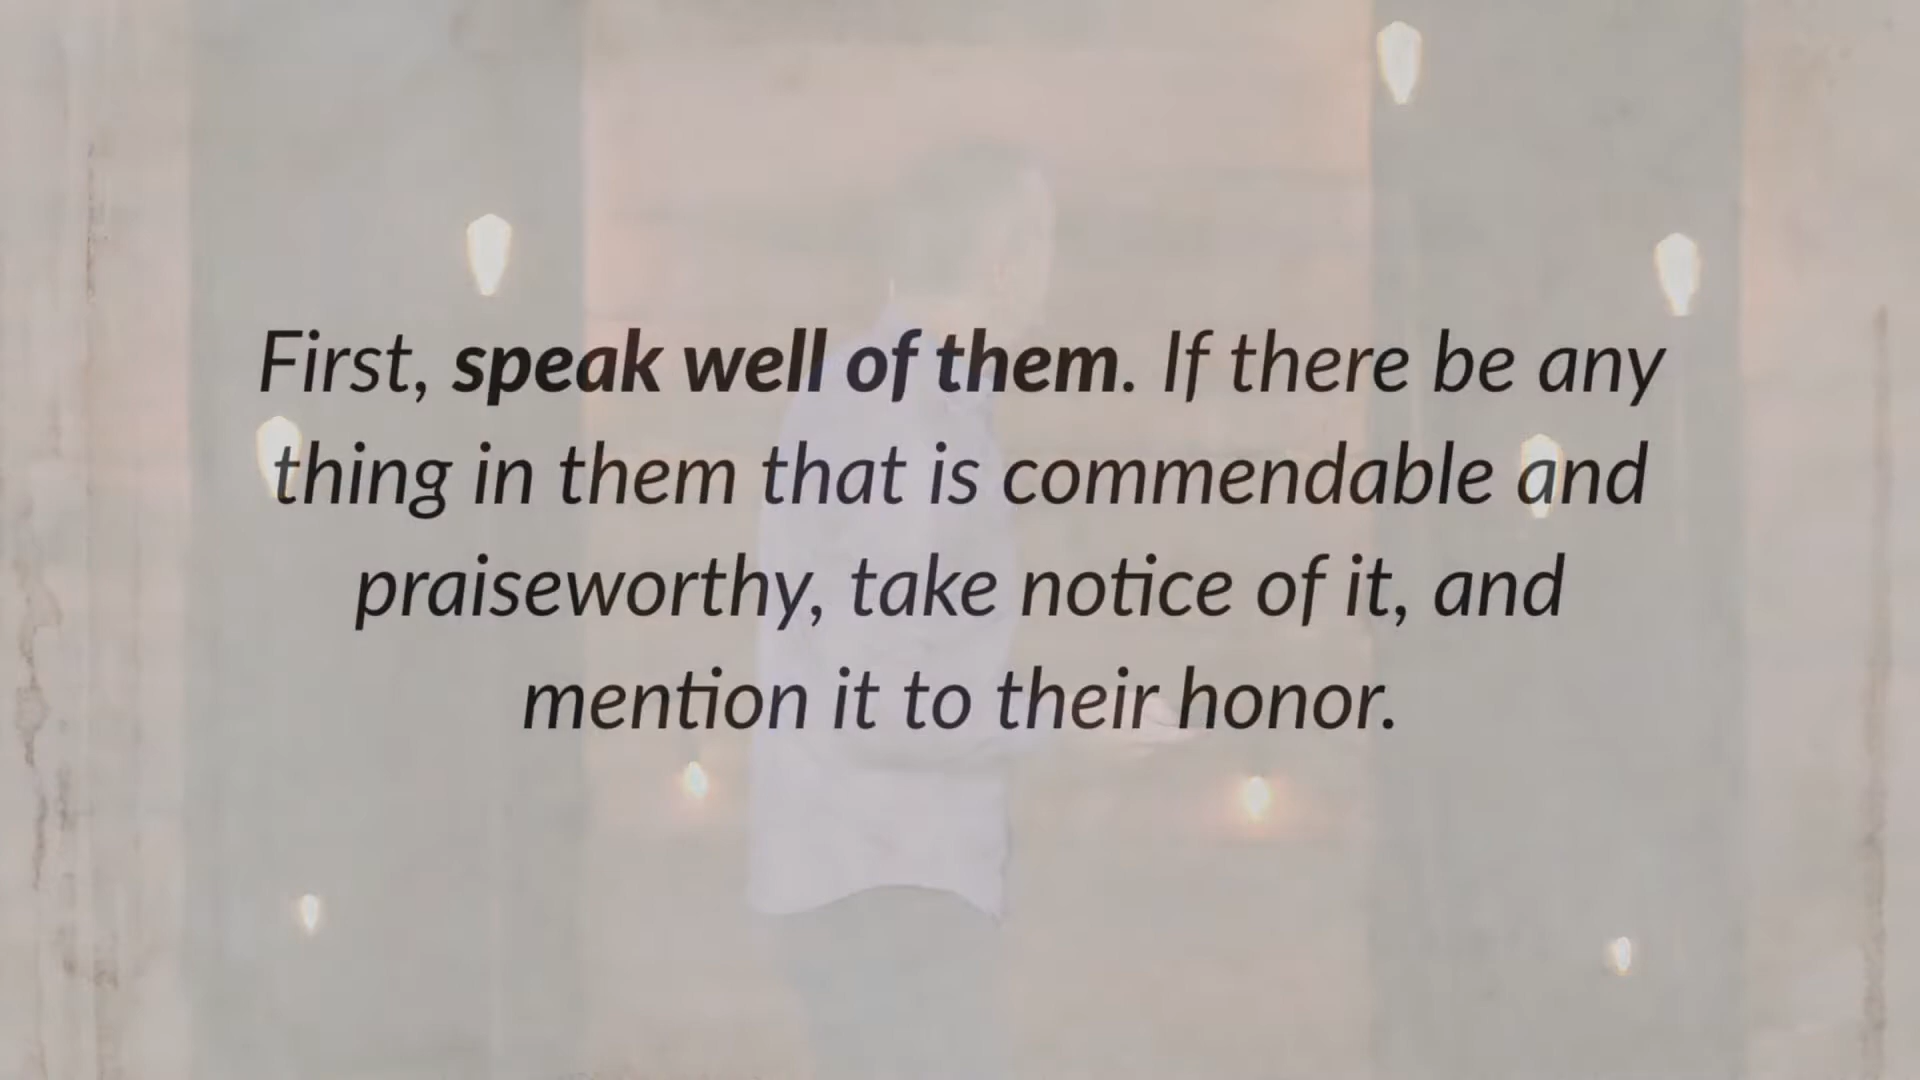 First, speak well of them. If there be any
thing in them that is commendable and
praiseworthy, take notice of it, and
mention it to their honor.